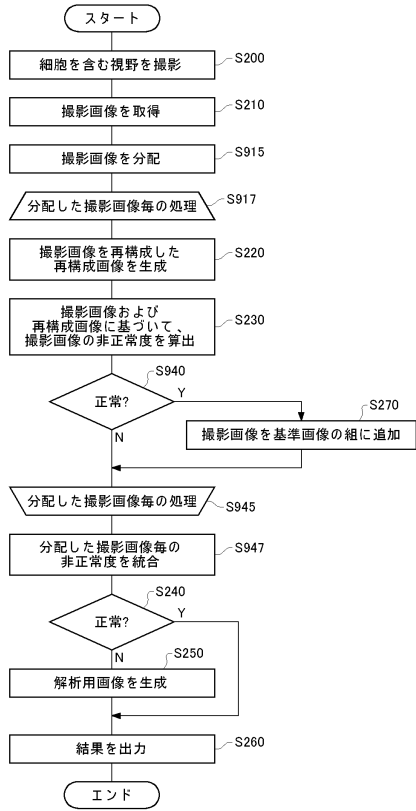 スタート
細胞を含む視野を撮影
S200
撮影画像を取得
S210
撮影画像を分配
S915
分配した撮影画像毎の処理
S917
撮影画像を再構成した
再構成画像を生成
S220
撮影画像および
再構成画像に基づいて、
撮影画像の非正常度を算出
S230
S940
正常?
Y
N
S270
撮影画像を基準画像の組に追加
分配した撮影画像毎の処理
S945
分配した撮影画像毎の
非正常度を統合
S947
S240
正常?
Y
N
S250
解析用画像を生成
結果を出力
S260
エンド